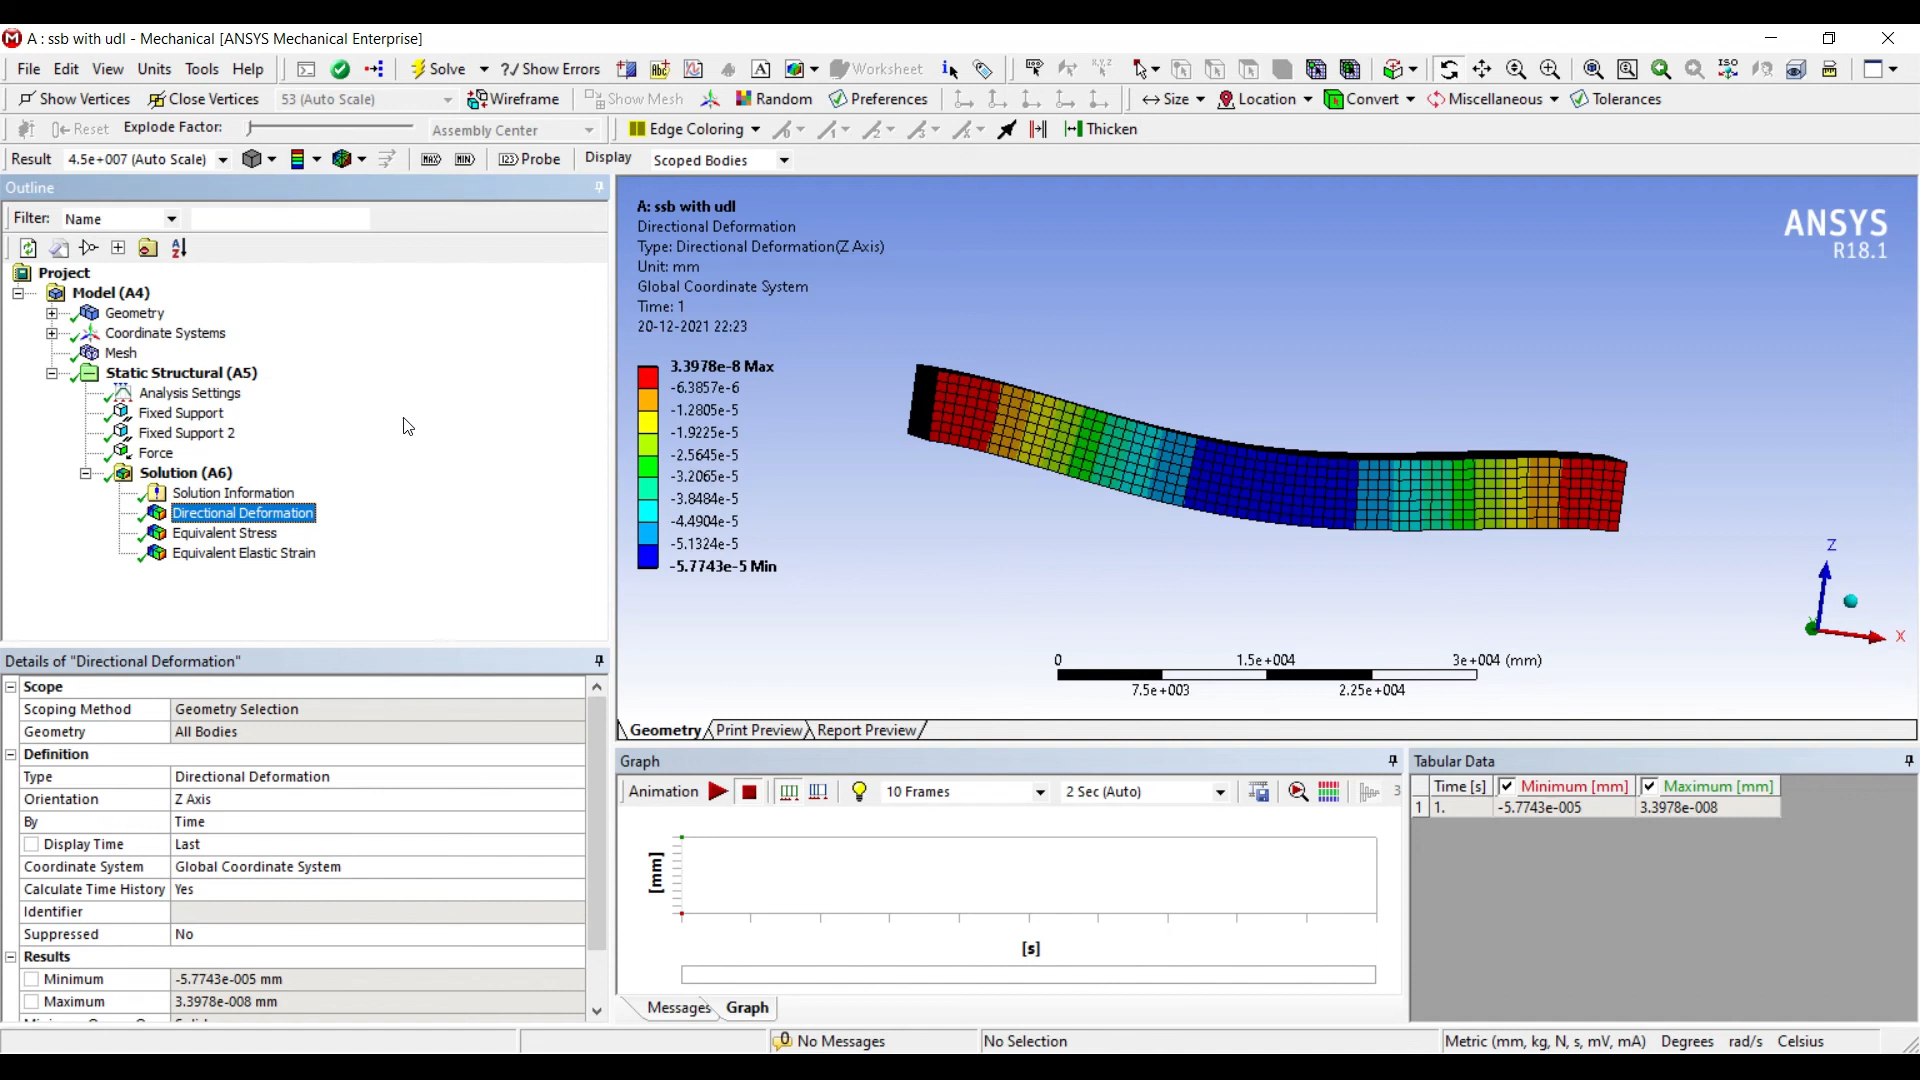 A : ssb with udl - Mechanical [ANSYS Mechanical Enterprise]
File Edit View Units Tools Help Solve ?/ Show Errors Worksheet
Show Vertices Close Vertices 53 (Auto Scale) Wireframe Show Mesh Random Preferences Size Location Convert Miscellaneous Tolerances
Reset Explode Factor: Assembly Center Edge Coloring Thicken
Result 4.5e+007 (Auto Scale) MAX MIN Probe Display Scoped Bodies
Outline
Filter: Name
Project
Model (A4)
Geometry
Coordinate Systems
Mesh
Static Structural (A5)
Analysis Settings
Fixed Support
Fixed Support 2
Force
Solution (A6)
Solution Information
Directional Deformation
Equivalent Stress
Equivalent Elastic Strain
A: ssb with udl
Directional Deformation
Type: Directional Deformation(Z Axis)
Unit: mm
Global Coordinate System
Time: 1
20-12-2021 22:23
3.3978e-8 Max
-6.3857e-6
-1.2805e-5
-1.9225e-5
-2.5645e-5
-3.2065e-5
-3.8484e-5
-4.4904e-5
-5.1324e-5
-5.7743e-5 Min
ANSYS
R18.1
Z
X
0 1.5e+004 3e+004 (mm)
7.5e+003 2.25e+004
Geometry Print Preview Report Preview
Details of "Directional Deformation"
Scope
Scoping Method Geometry Selection
Geometry All Bodies
Definition
Type Directional Deformation
Orientation Z Axis
By Time
Display Time Last
Coordinate System Global Coordinate System
Calculate Time History Yes
Identifier
Suppressed No
Results
Minimum -5.7743e-005 mm
Maximum 3.3978e-008 mm
Graph
Animation 10 Frames 2 Sec (Auto) 3
[mm]
[s]
Messages Graph
Tabular Data
Time [s] Minimum [mm] Maximum [mm]
1 1. -5.7743e-005 3.3978e-008
No Messages No Selection Metric (mm, kg, N, s, mV, mA) Degrees rad/s Celsius